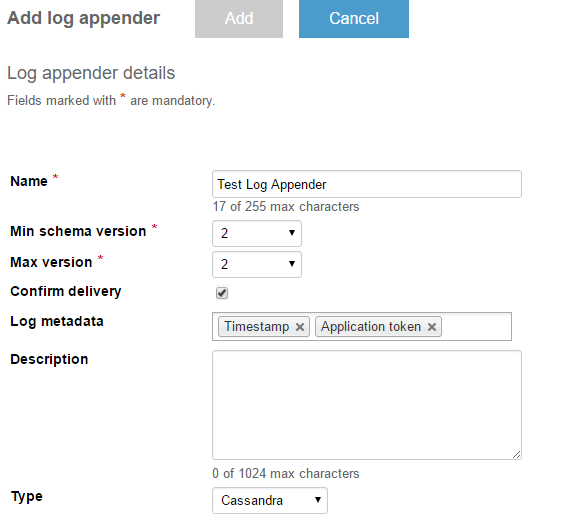 Add log appender Add Cancel
Log appender details
Fields marked with * are mandatory.
Name * Test Log Appender
17 of 255 max characters
Min schema version * 2
Max version * 2
Confirm delivery
Log metadata Timestamp Application token
Description
0 of 1024 max characters
Type Cassandra